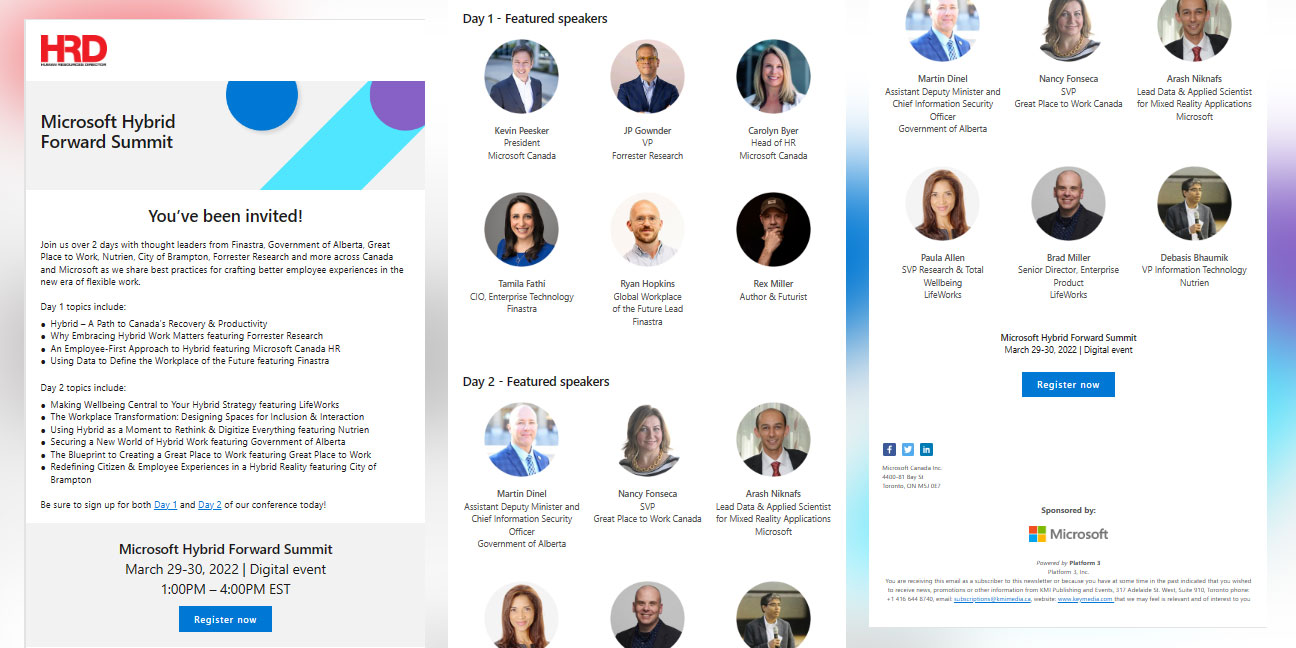 HRD
HUMAN RESOURCES DIRECTOR
Microsoft Hybrid
Forward Summit
You've been invited!
Join us over 2 days with thought leaders from Finastra, Government of Alberta, Great
Place to Work, Nutrien, City of Brampton, Forrester Research and more across Canada
and Microsoft as we share best practices for crafting better employee experiences in the
new era of flexible work.
Day 1 topics include:
• Hybrid – A Path to Canada's Recovery & Productivity
• Why Embracing Hybrid Work Matters featuring Forrester Research
• An Employee-First Approach to Hybrid featuring Microsoft Canada HR
• Using Data to Define the Workplace of the Future featuring Finastra
Day 2 topics include:
• Making Wellbeing Central to Your Hybrid Strategy featuring LifeWorks
• The Workplace Transformation: Designing Spaces for Inclusion & Interaction
• Using Hybrid as a Moment to Rethink & Digitize Everything featuring Nutrien
• Securing a New World of Hybrid Work featuring Government of Alberta
• The Blueprint to Creating a Great Place to Work featuring Great Place to Work
• Redefining Citizen & Employee Experiences in a Hybrid Reality featuring City of
Brampton
Be sure to sign up for both Day 1 and Day 2 of our conference today!
Microsoft Hybrid Forward Summit
March 29-30, 2022 | Digital event
1:00PM – 4:00PM EST
Register now
Day 1 - Featured speakers
Kevin Peesker
President
Microsoft Canada
JP Gownder
VP
Forrester Research
Carolyn Byer
Head of HR
Microsoft Canada
Tamila Fathi
CIO, Enterprise Technology
Finastra
Ryan Hopkins
Global Workplace
of the Future Lead
Finastra
Rex Miller
Author & Futurist
Day 2 - Featured speakers
Martin Dinel
Assistant Deputy Minister and
Chief Information Security
Officer
Government of Alberta
Nancy Fonseca
SVP
Great Place to Work Canada
Arash Niknafs
Lead Data & Applied Scientist
for Mixed Reality Applications
Microsoft
Martin Dinel
Assistant Deputy Minister and
Chief Information Security
Officer
Government of Alberta
Nancy Fonseca
SVP
Great Place to Work Canada
Arash Niknafs
Lead Data & Applied Scientist
for Mixed Reality Applications
Microsoft
Paula Allen
SVP Research & Total
Wellbeing
LifeWorks
Brad Miller
Senior Director, Enterprise
Product
LifeWorks
Debasis Bhaumik
VP Information Technology
Nutrien
Microsoft Hybrid Forward Summit
March 29-30, 2022 | Digital event
Register now
Microsoft Canada Inc.
4400-81 Bay St
Toronto, ON M5J 0E7
Sponsored by:
Microsoft
Powered by Platform 3
Platform 3, Inc.
You are receiving this email as a subscriber to this newsletter or because you have at some time in the past indicated that you wished
to receive news, promotions or other information from KMI Publishing and Events, 317 Adelaide St. West, Suite 910, Toronto phone:
+1 416 644 8740, email: subscriptions@kmimedia.ca, website: www.keymedia.com that we may feel is relevant and of interest to you